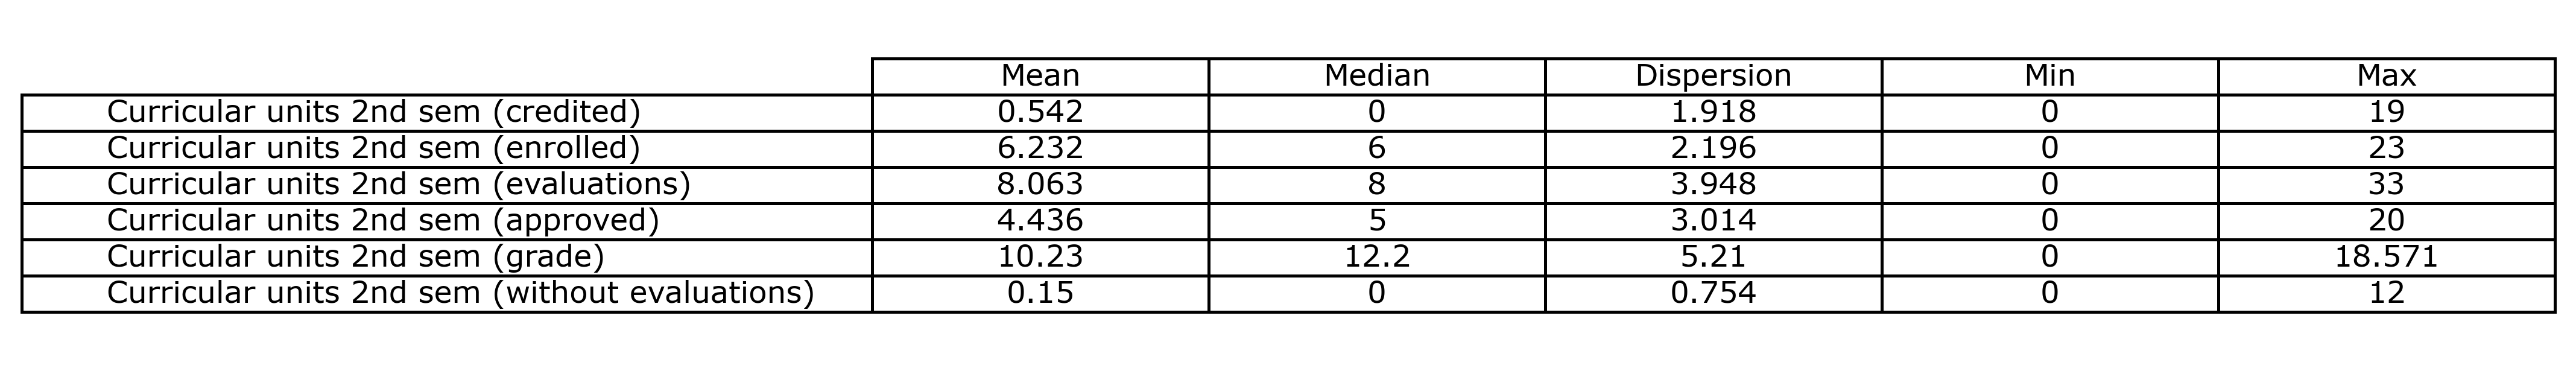 Mean Median Dispersion Min Max
Curricular units 2nd sem (credited) 0.542 0 1.918 0 19
Curricular units 2nd sem (enrolled) 6.232 6 2.196 0 23
Curricular units 2nd sem (evaluations) 8.063 8 3.948 0 33
Curricular units 2nd sem (approved) 4.436 5 3.014 0 20
Curricular units 2nd sem (grade) 10.23 12.2 5.21 0 18.571
Curricular units 2nd sem (without evaluations) 0.15 0 0.754 0 12